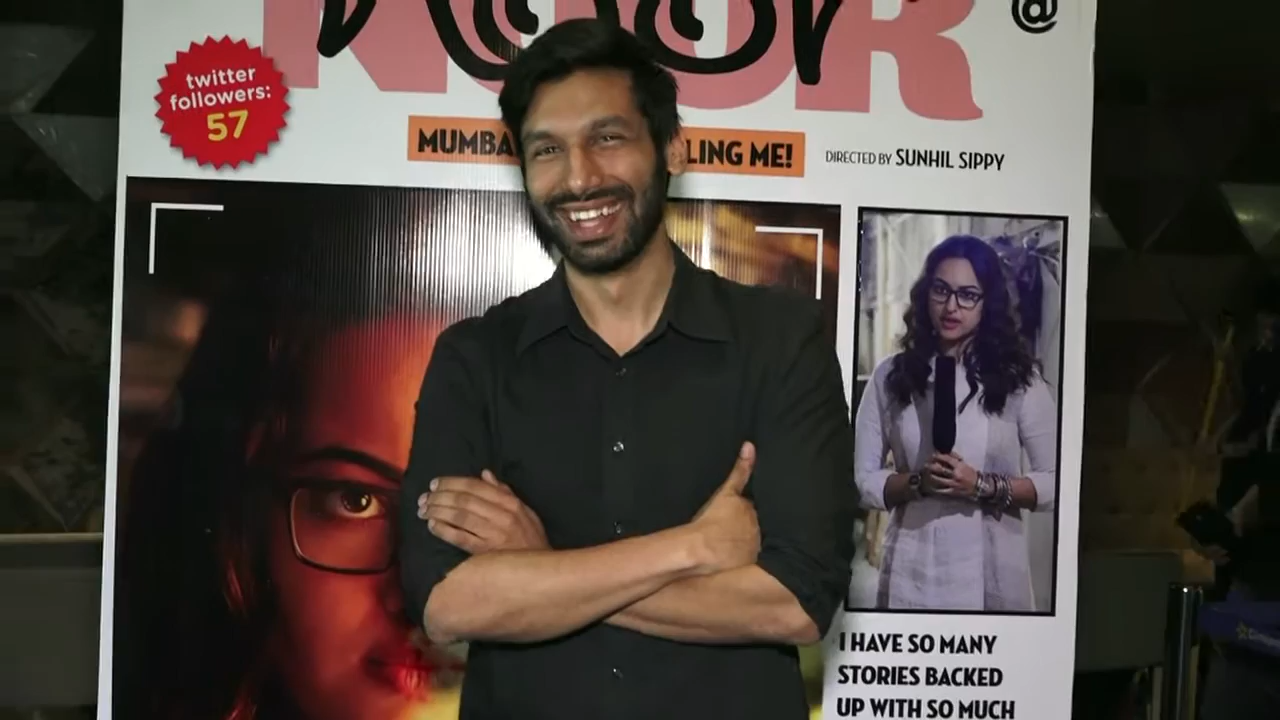 NOOR
@
twitter
followers:
57
MUMBA
LING ME!
DIRECTED BY SUNHIL SIPPY
I HAVE SO MANY
STORIES BACKED
UP WITH SO MUCH